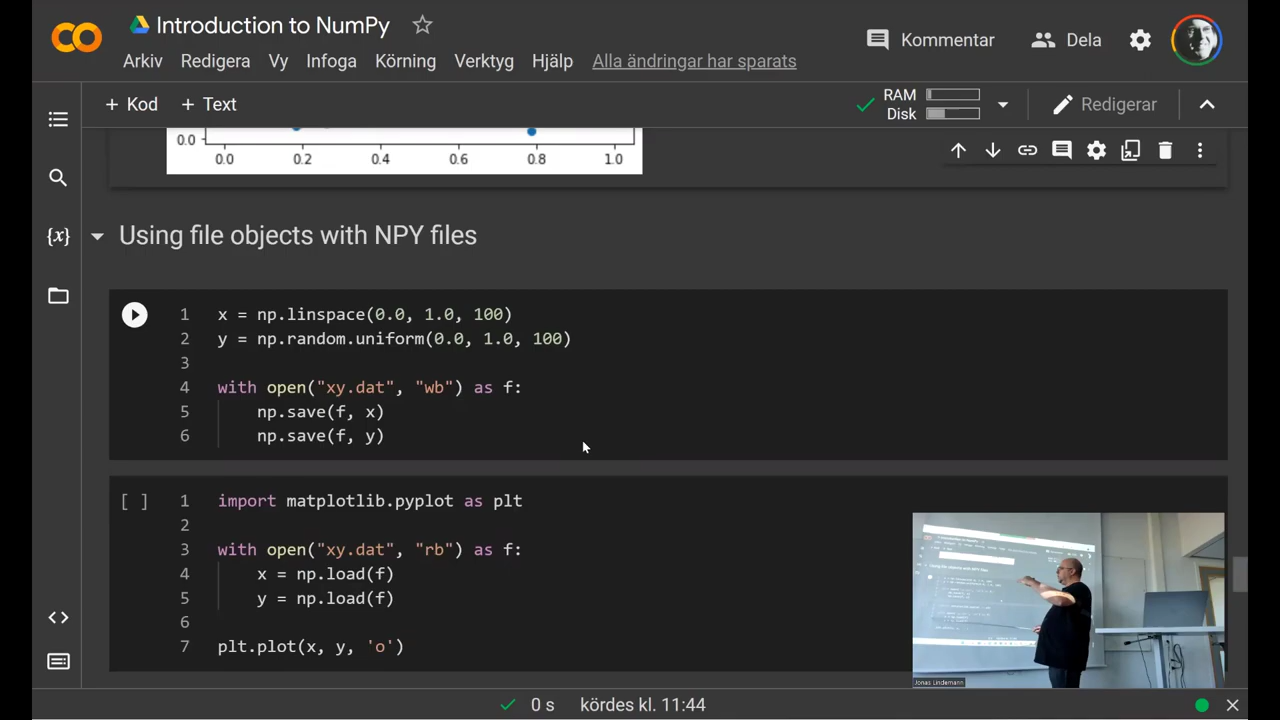 Introduction to NumPy
Kommentar
Dela
Arkiv Redigera Vy Infoga Körning Verktyg Hjälp Alla ändringar har sparats
+ Kod + Text
RAM
Disk
Redigerar
0.0
0.0 0.2 0.4 0.6 0.8 1.0
{x}
Using file objects with NPY files
1 x = np.linspace(0.0, 1.0, 100)
2 y = np.random.uniform(0.0, 1.0, 100)
3
4 with open("xy.dat", "wb") as f:
5 np.save(f, x)
6 np.save(f, y)
[ ] 1 import matplotlib.pyplot as plt
2
3 with open("xy.dat", "rb") as f:
4 x = np.load(f)
5 y = np.load(f)
6
7 plt.plot(x, y, 'o')
Jonas Lindemann
0 s kördes kl. 11:44